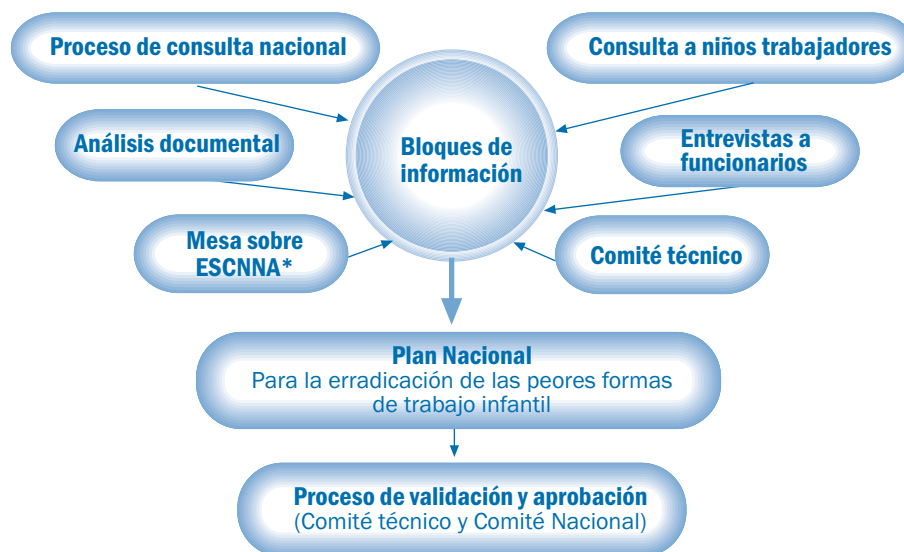 Proceso de consulta nacional
Consulta a niños trabajadores
Análisis documental
Bloques de
información
Entrevistas a
funcionarios
Mesa sobre
ESCNNA*
Comité técnico
Plan Nacional
Para la erradicación de las peores formas
de trabajo infantil
Proceso de validación y aprobación
(Comité técnico y Comité Nacional)